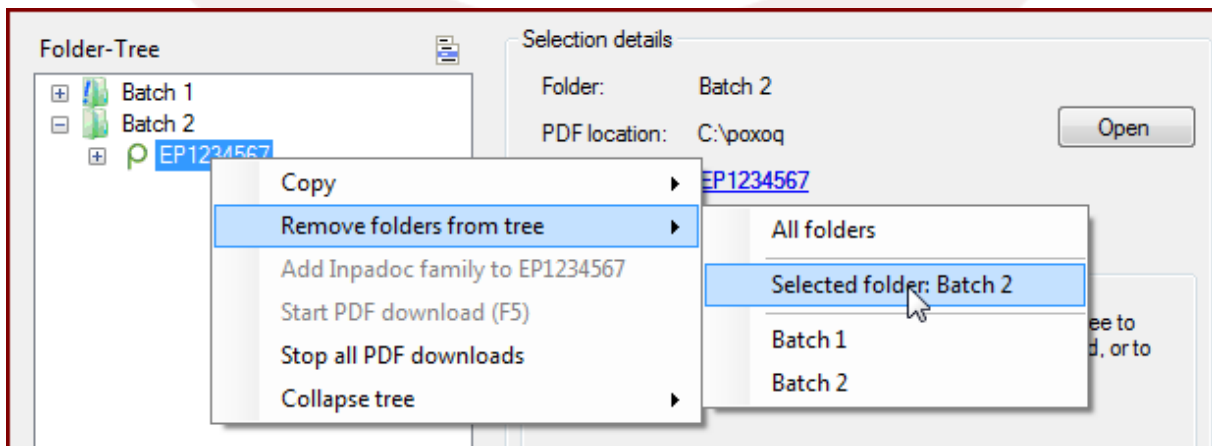 Folder-Tree
Batch 1
Batch 2
EP1234567
Selection details
Folder: Batch 2
PDF location: C:\poxoq
Open
EP1234567
Copy
Remove folders from tree
Add Inpadoc family to EP1234567
Start PDF download (F5)
Stop all PDF downloads
Collapse tree
All folders
Selected folder: Batch 2
Batch 1
Batch 2
ee to
, or to